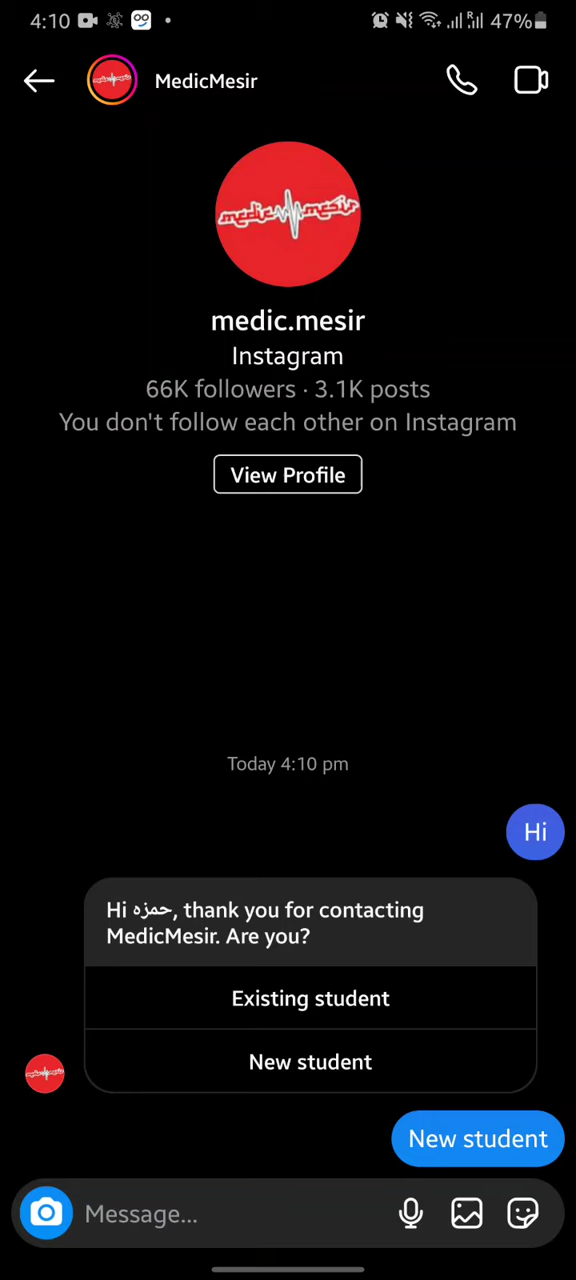 4:10
47%
MedicMesir
medic mesir
medic.mesir
Instagram
66K followers · 3.1K posts
You don't follow each other on Instagram
View Profile
Today 4:10 pm
Hi
Hi حمزه, thank you for contacting
MedicMesir. Are you?
Existing student
New student
New student
Message...